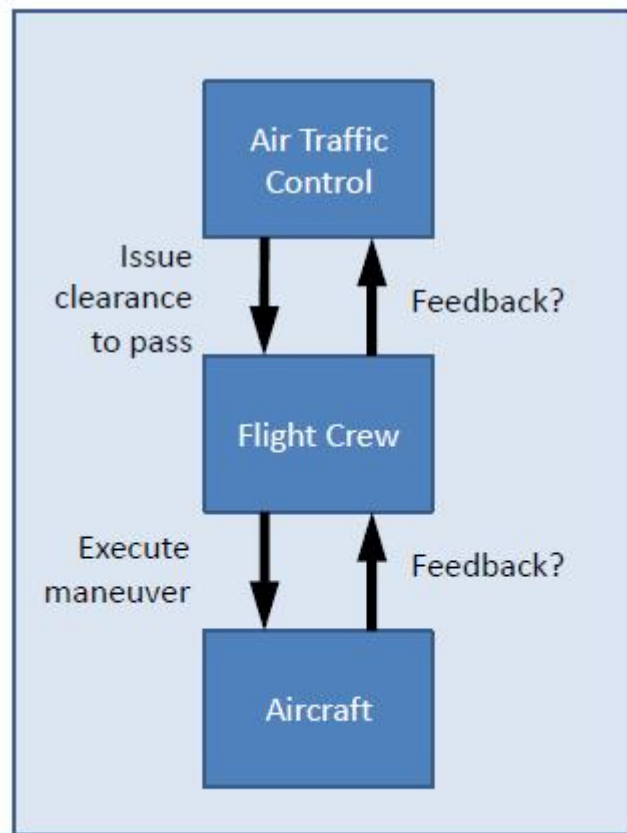 Air Traffic
Control
Issue
clearance
to pass
Feedback?
Flight Crew
Execute
maneuver
Feedback?
Aircraft